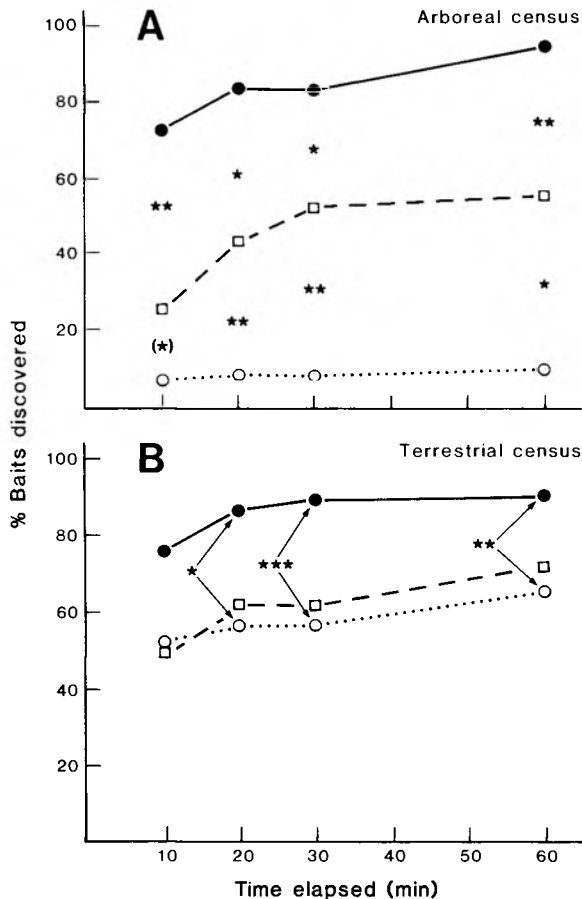 A
Arboreal census
100
80
60
40
20
** * * **
(*) ** ** *
% Baits discovered
B
Terrestrial census
100
80
60
40
20
* *** **
10 20 30 40 50 60
Time elapsed (min)